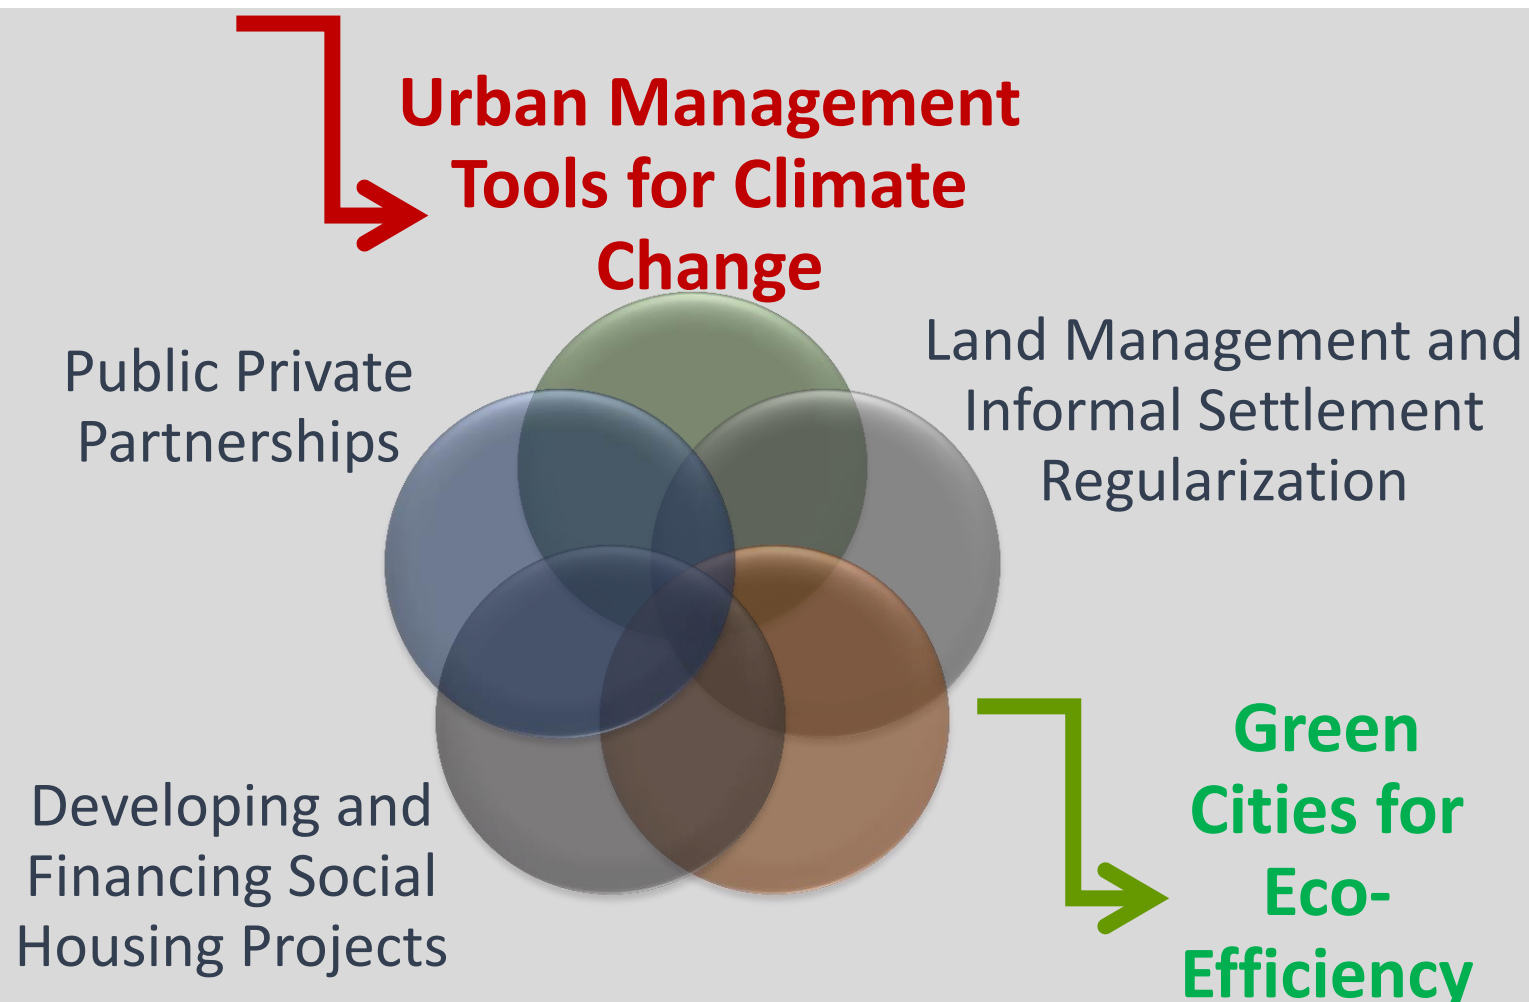 Urban Management
Tools for Climate
Change
Public Private
Partnerships
Land Management and
Informal Settlement
Regularization
Developing and
Financing Social
Housing Projects
Green
Cities for
Eco-
Efficiency